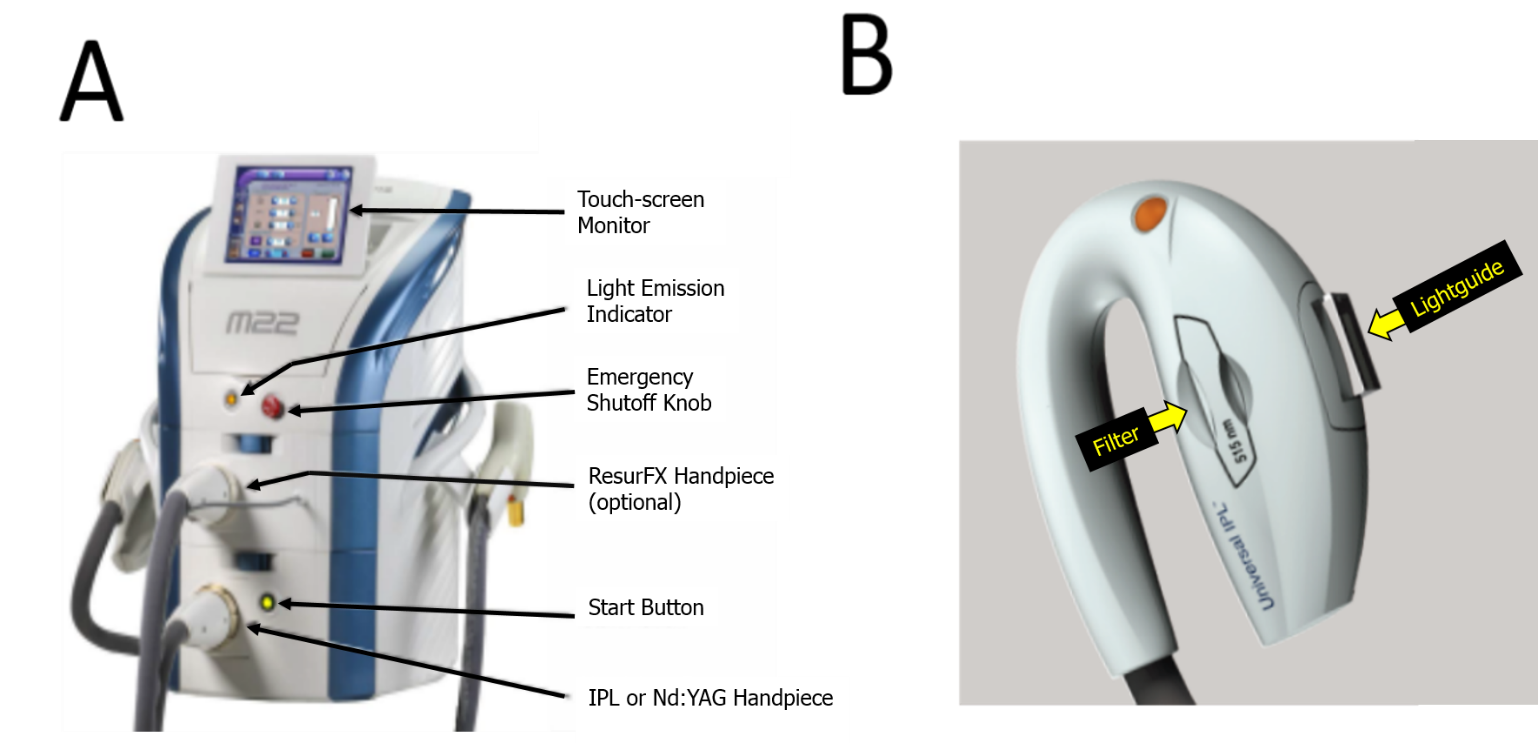 A
B
Touch-screen
Monitor
Light Emission
Indicator
m22
Emergency
Shutoff Knob
ResurFX Handpiece
(optional)
Start Button
IPL or Nd:YAG Handpiece
Lightguide
Filter
515 nm
Universal IPL™